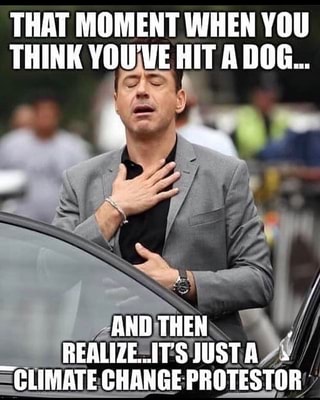 THAT MOMENT WHEN YOU
THINK YOU'VE HIT A DOG...
AND THEN
REALIZE...IT'S JUST A
CLIMATE CHANGE PROTESTOR